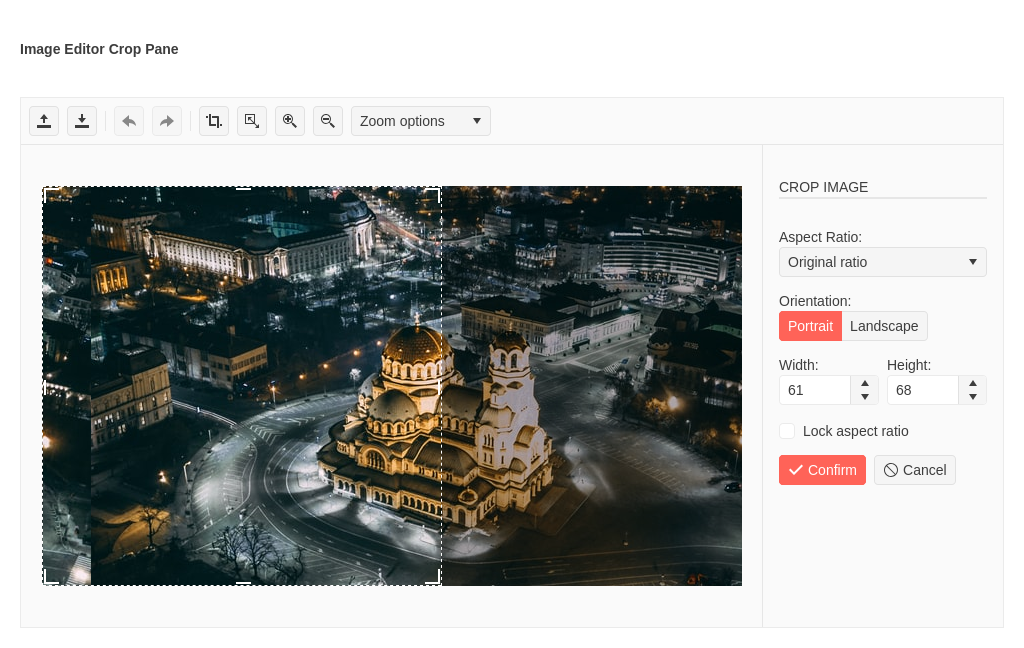 Image Editor Crop Pane
Zoom options
CROP IMAGE
Aspect Ratio:
Original ratio
Orientation:
Portrait Landscape
Width: Height:
61 68
Lock aspect ratio
Confirm Cancel